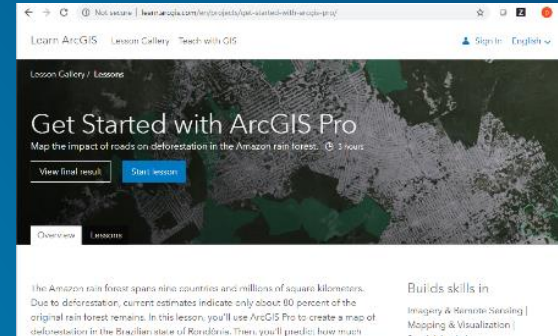 Not secure | learn.arcgis.com/en/projects/get-started-with-arcgis-pro/
Learn ArcGIS Lesson Gallery Teach with GIS Sign In English
Lesson Gallery / Lessons
Get Started with ArcGIS Pro
Map the impact of roads on deforestation in the Amazon rain forest. 3 hours
View final result Start lesson
Overview Lessons
The Amazon rain forest spans nine countries and millions of square kilometers.
Due to deforestation, current estimates indicate only about 80 percent of the
original rain forest remains. In this lesson, you'll use ArcGIS Pro to create a map of
deforestation in the Brazilian state of Rondônia. Then, you'll predict how much
Builds skills in
Imagery & Remote Sensing |
Mapping & Visualization |